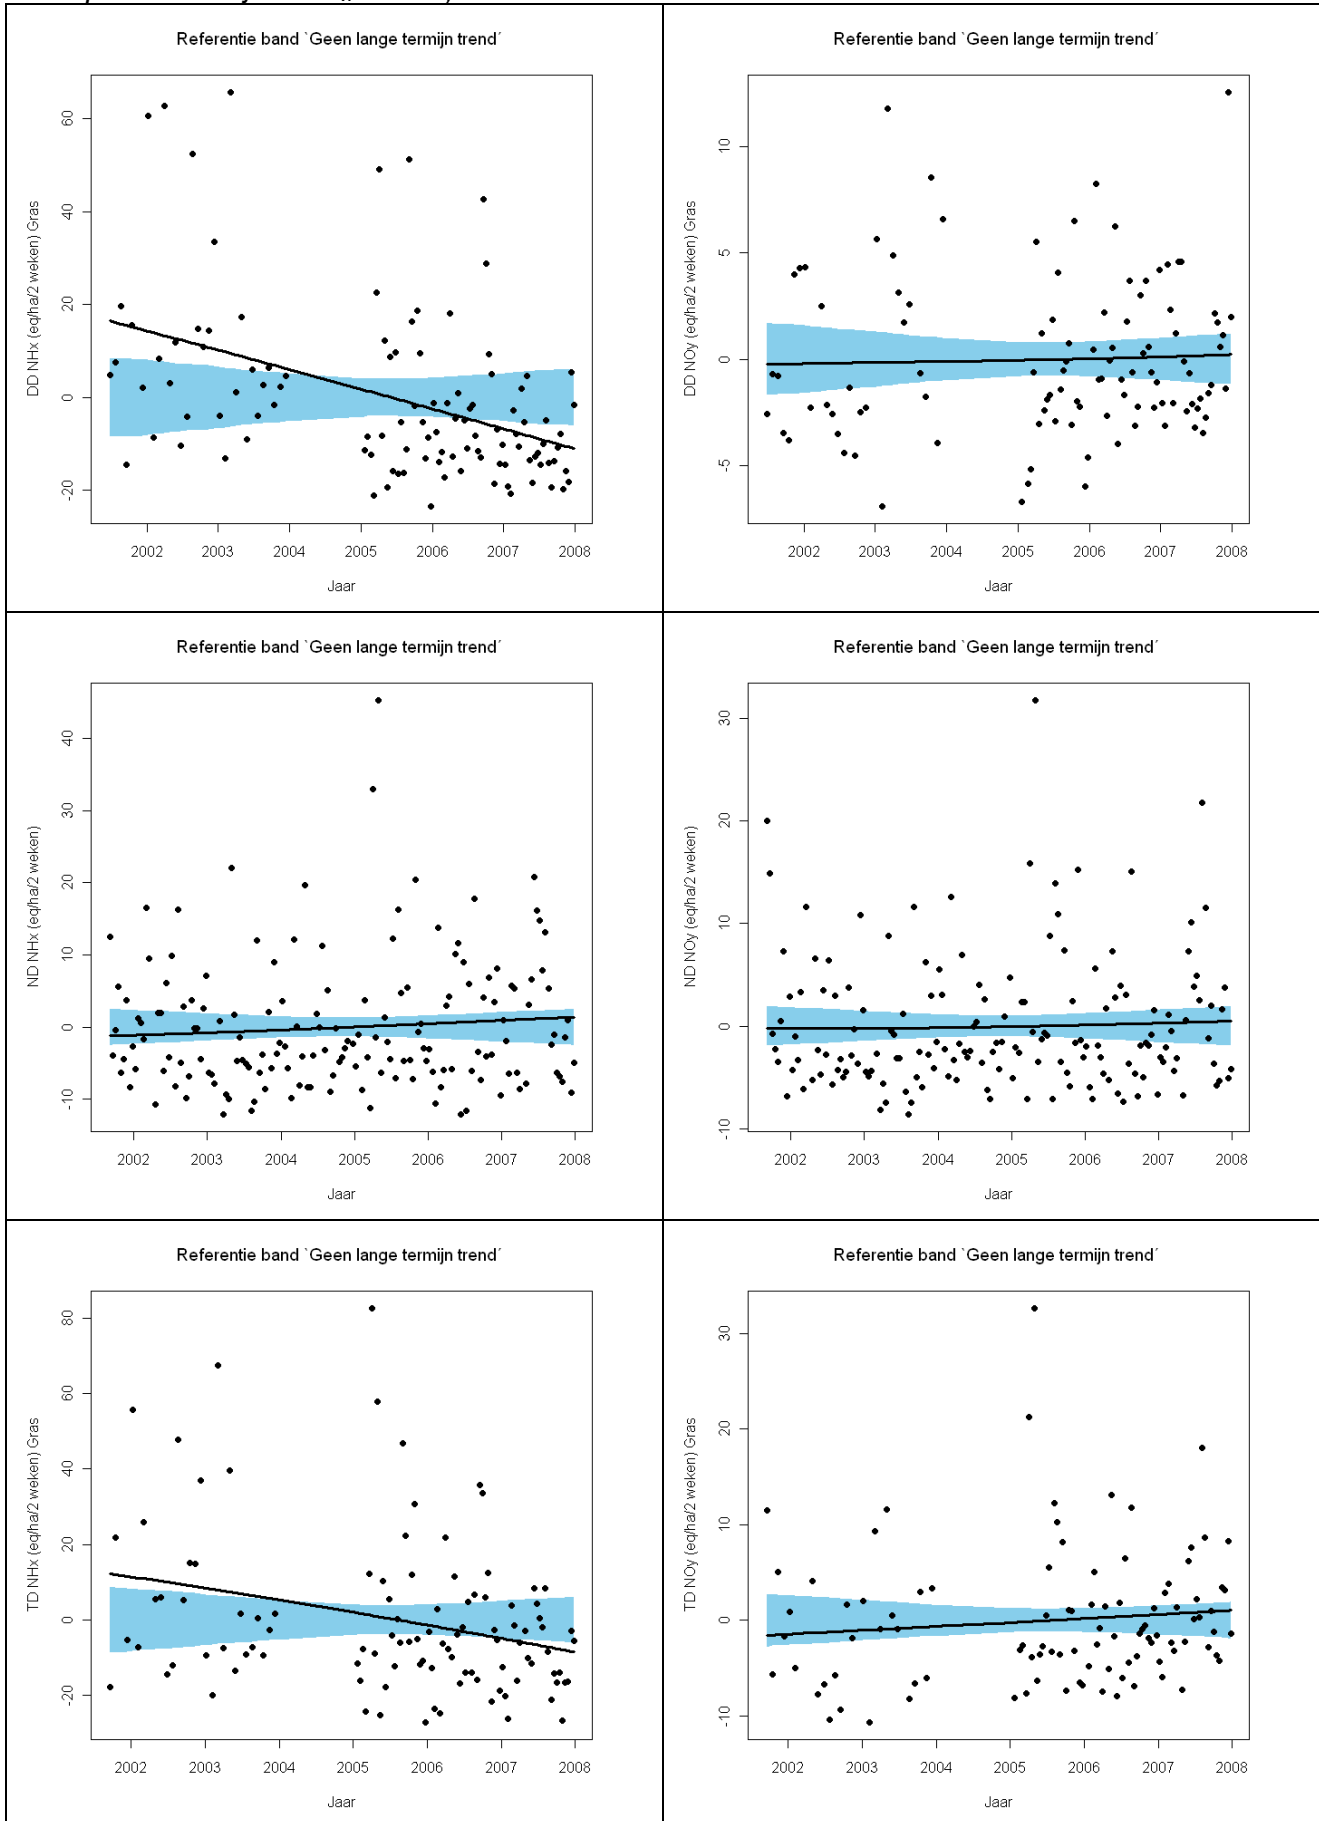 Referentie band `Geen lange termijn trend´
DD NHx (eq/ha/2 weken) Gras
60
40
20
0
-20
2002 2003 2004 2005 2006 2007 2008
Jaar
Referentie band `Geen lange termijn trend´
DD NOy (eq/ha/2 weken) Gras
10
5
0
-5
2002 2003 2004 2005 2006 2007 2008
Jaar
Referentie band `Geen lange termijn trend´
ND NHx (eq/ha/2 weken)
40
30
20
10
0
-10
2002 2003 2004 2005 2006 2007 2008
Jaar
Referentie band `Geen lange termijn trend´
ND NOy (eq/ha/2 weken)
30
20
10
0
-10
2002 2003 2004 2005 2006 2007 2008
Jaar
Referentie band `Geen lange termijn trend´
TD NHx (eq/ha/2 weken) Gras
80
60
40
20
0
-20
2002 2003 2004 2005 2006 2007 2008
Jaar
Referentie band `Geen lange termijn trend´
TD NOy (eq/ha/2 weken) Gras
30
20
10
0
-10
2002 2003 2004 2005 2006 2007 2008
Jaar